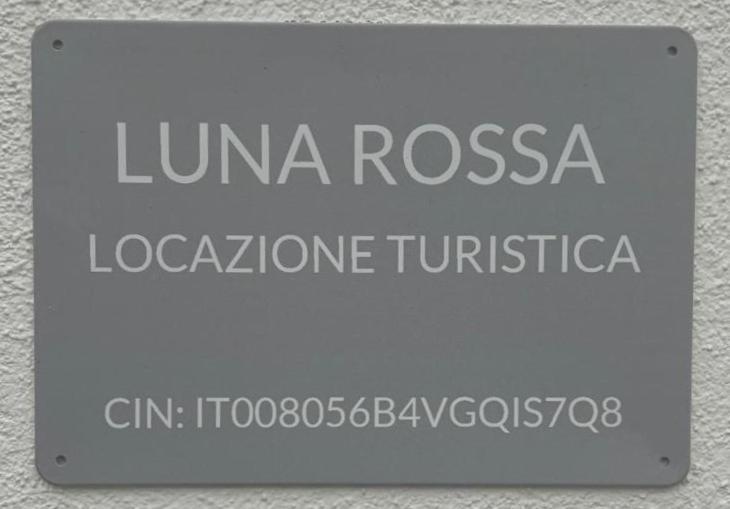 LUNA ROSSA
LOCAZIONE TURISTICA
CIN: IT008056B4VGQIS7Q8